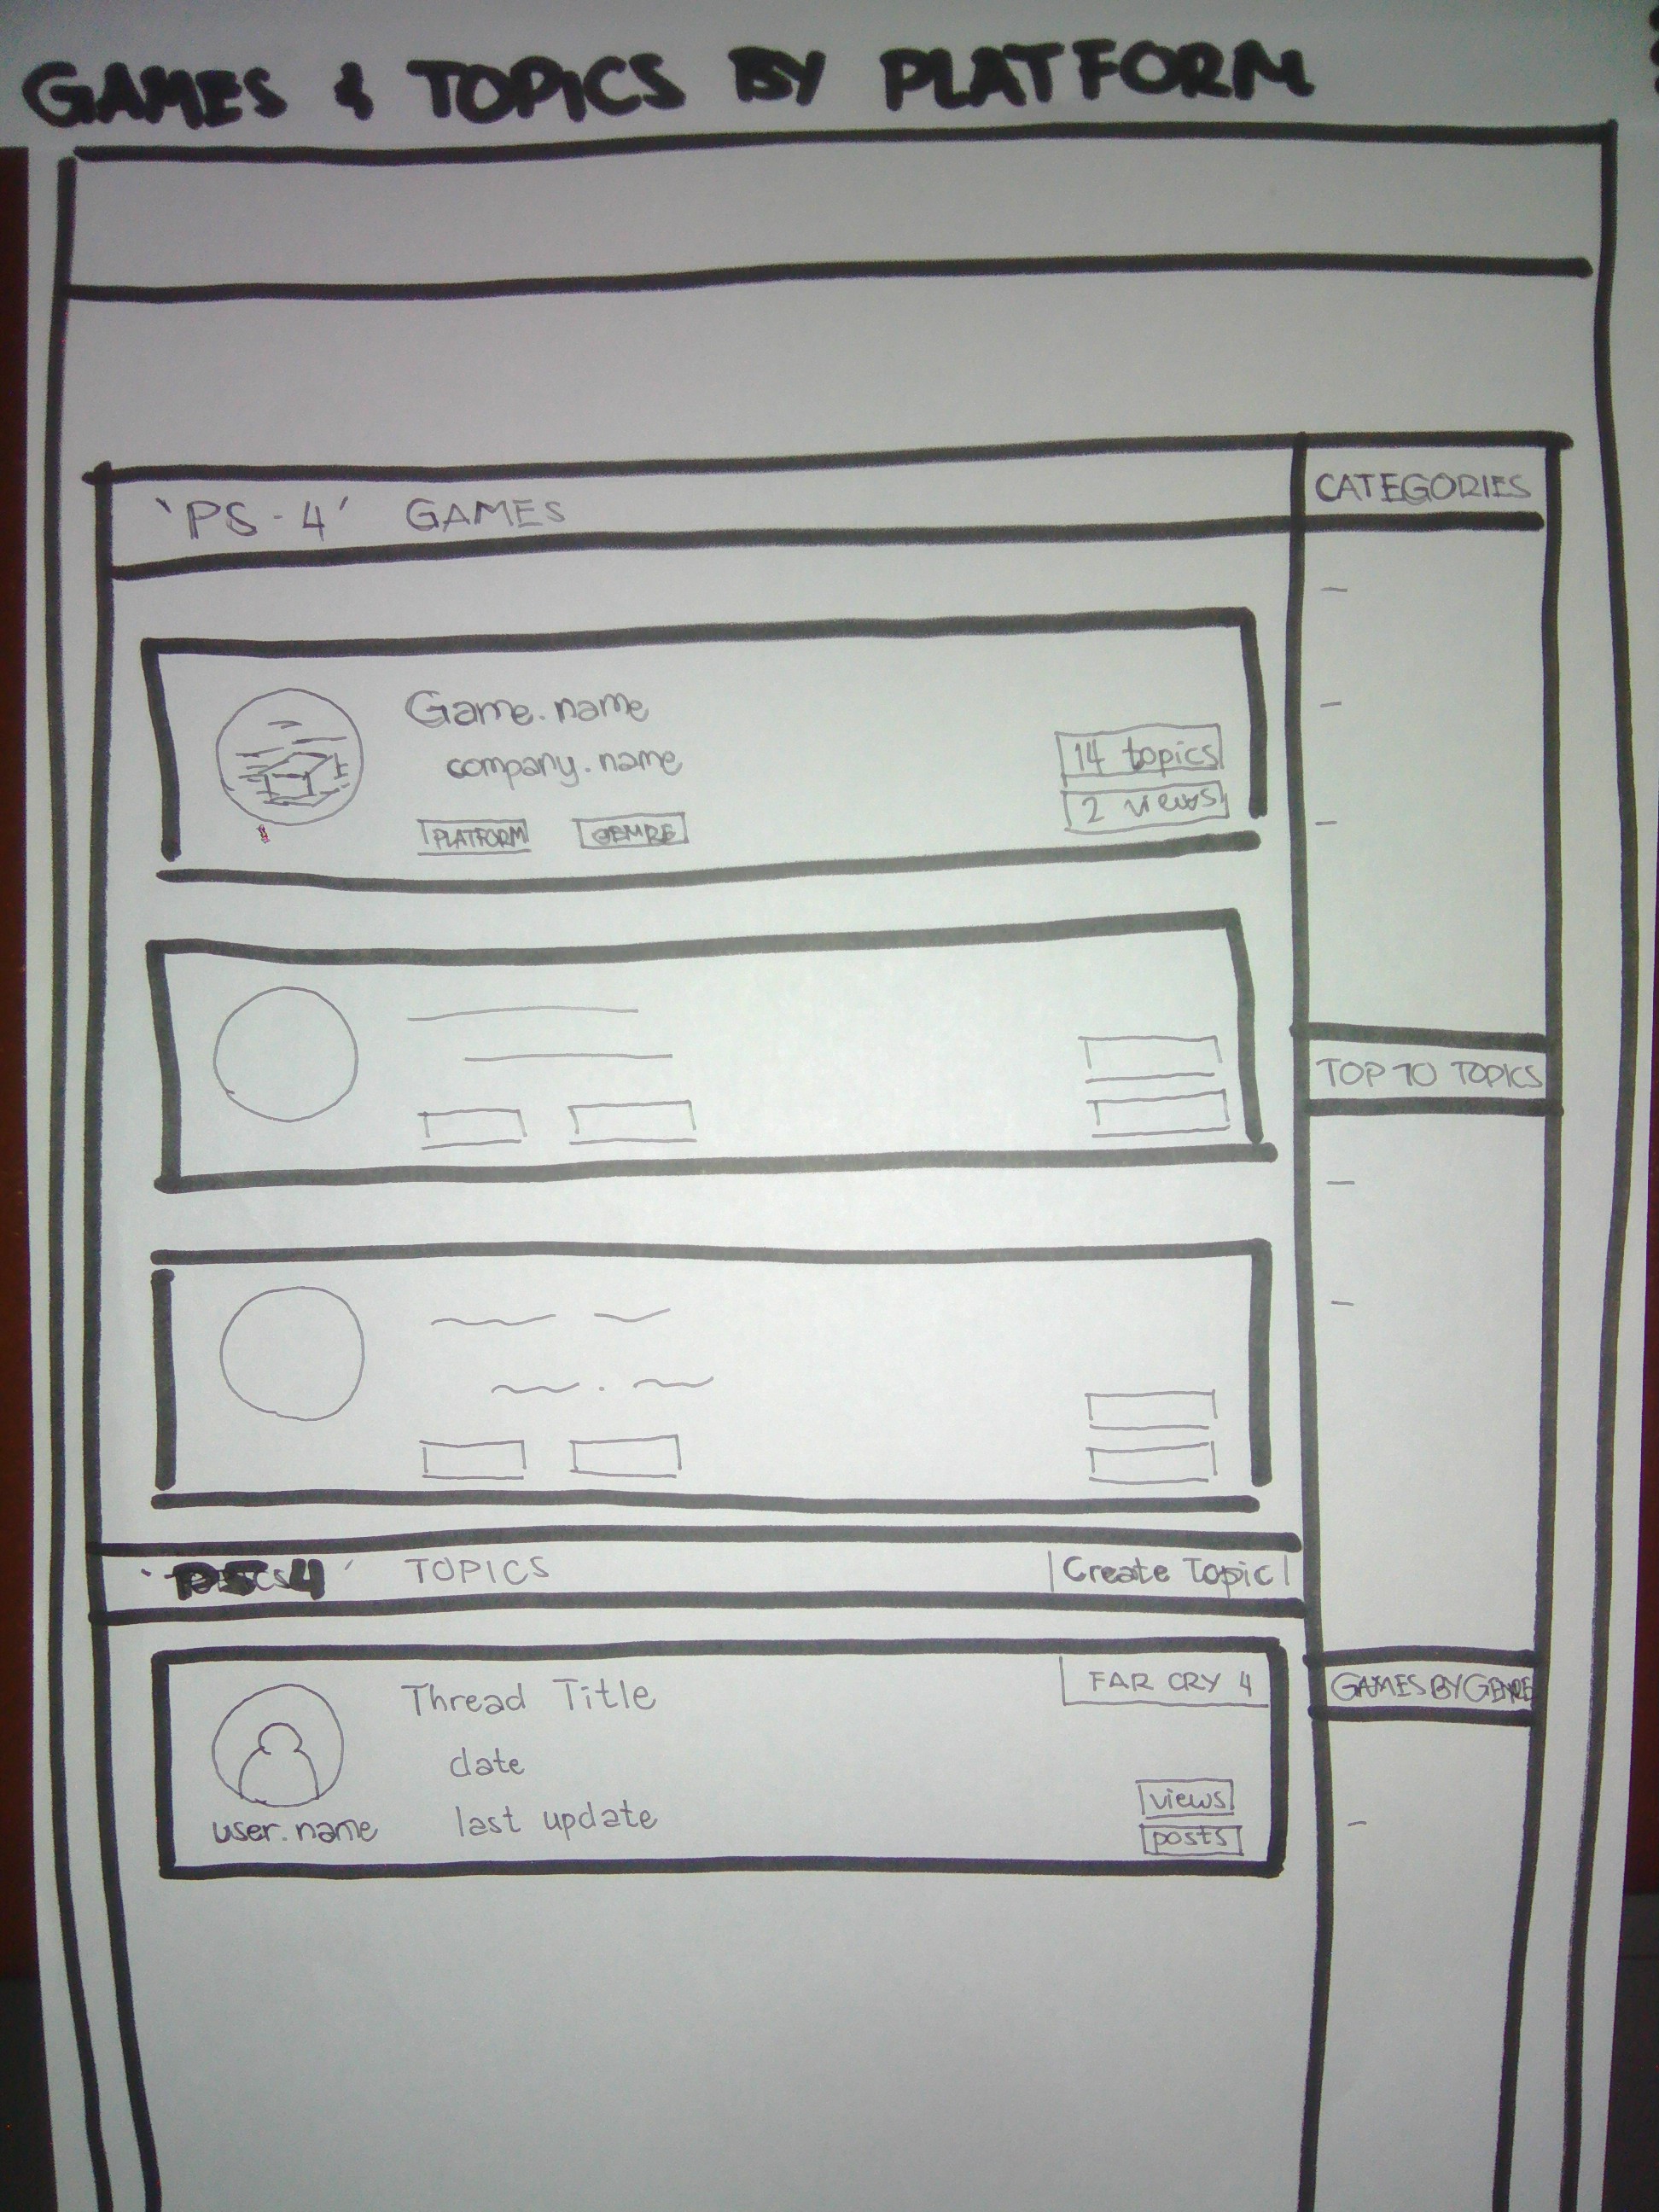 GAMES & TOPICS BY PLATFORM
'PS-4' GAMES
Game.name
company.name
PLATFORM GENRE
14 topics
2 views
'PS4' TOPICS
Create Topic
Thread Title
FAR CRY 4
date
last update
user.name
views
posts
CATEGORIES
TOP 10 TOPICS
GAMES BY GENRE